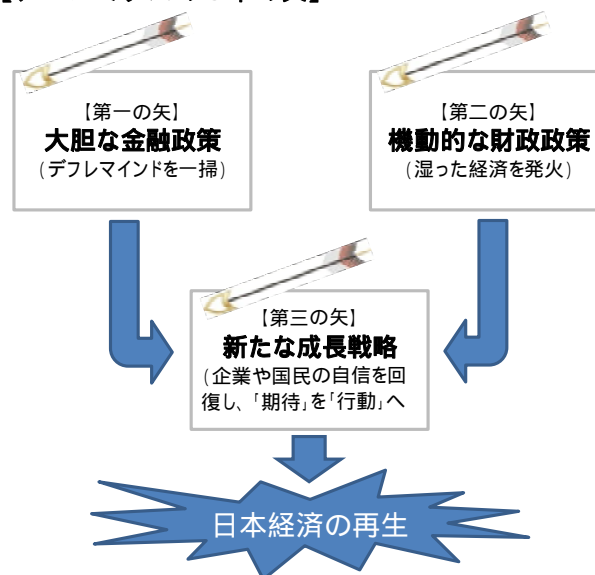 【第一の矢】
大胆な金融政策
(デフレマインドを一掃)
【第二の矢】
機動的な財政政策
(湿った経済を発火)
【第三の矢】
新たな成長戦略
(企業や国民の自信を回
復し、「期待」を「行動」へ
日本経済の再生